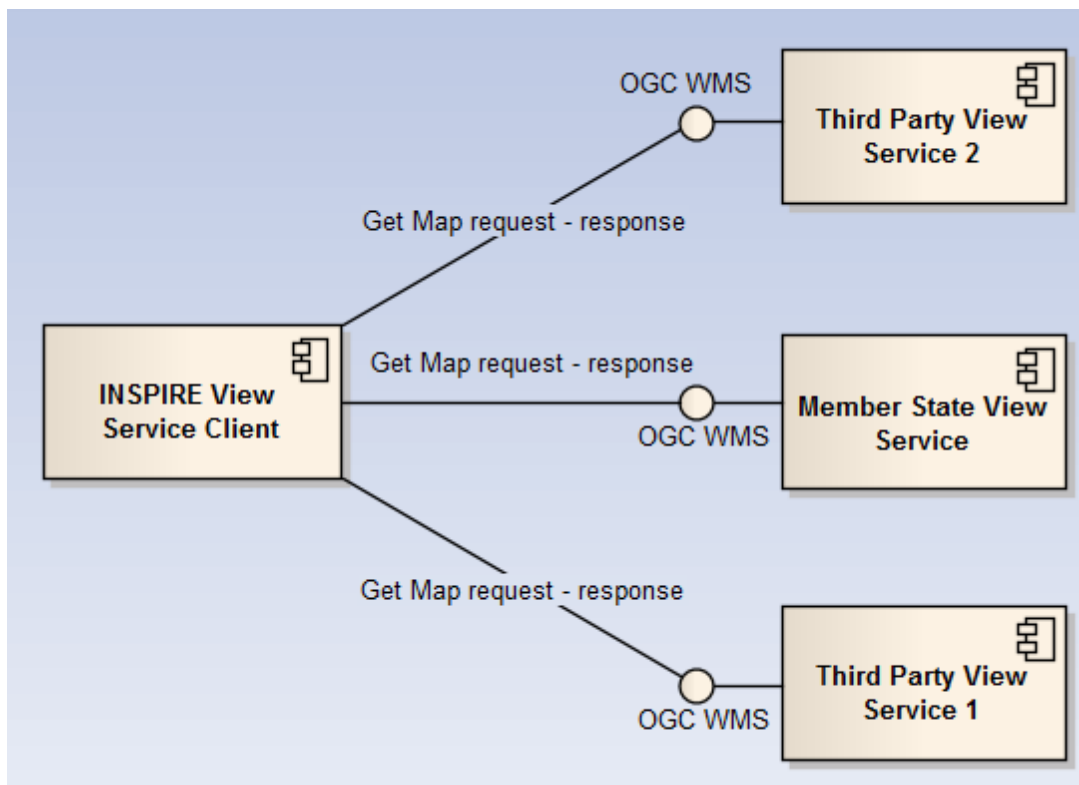 OGC WMS
Third Party View
Service 2
Get Map request - response
INSPIRE View
Service Client
Get Map request - response
OGC WMS
Member State View
Service
Get Map request - response
OGC WMS
Third Party View
Service 1